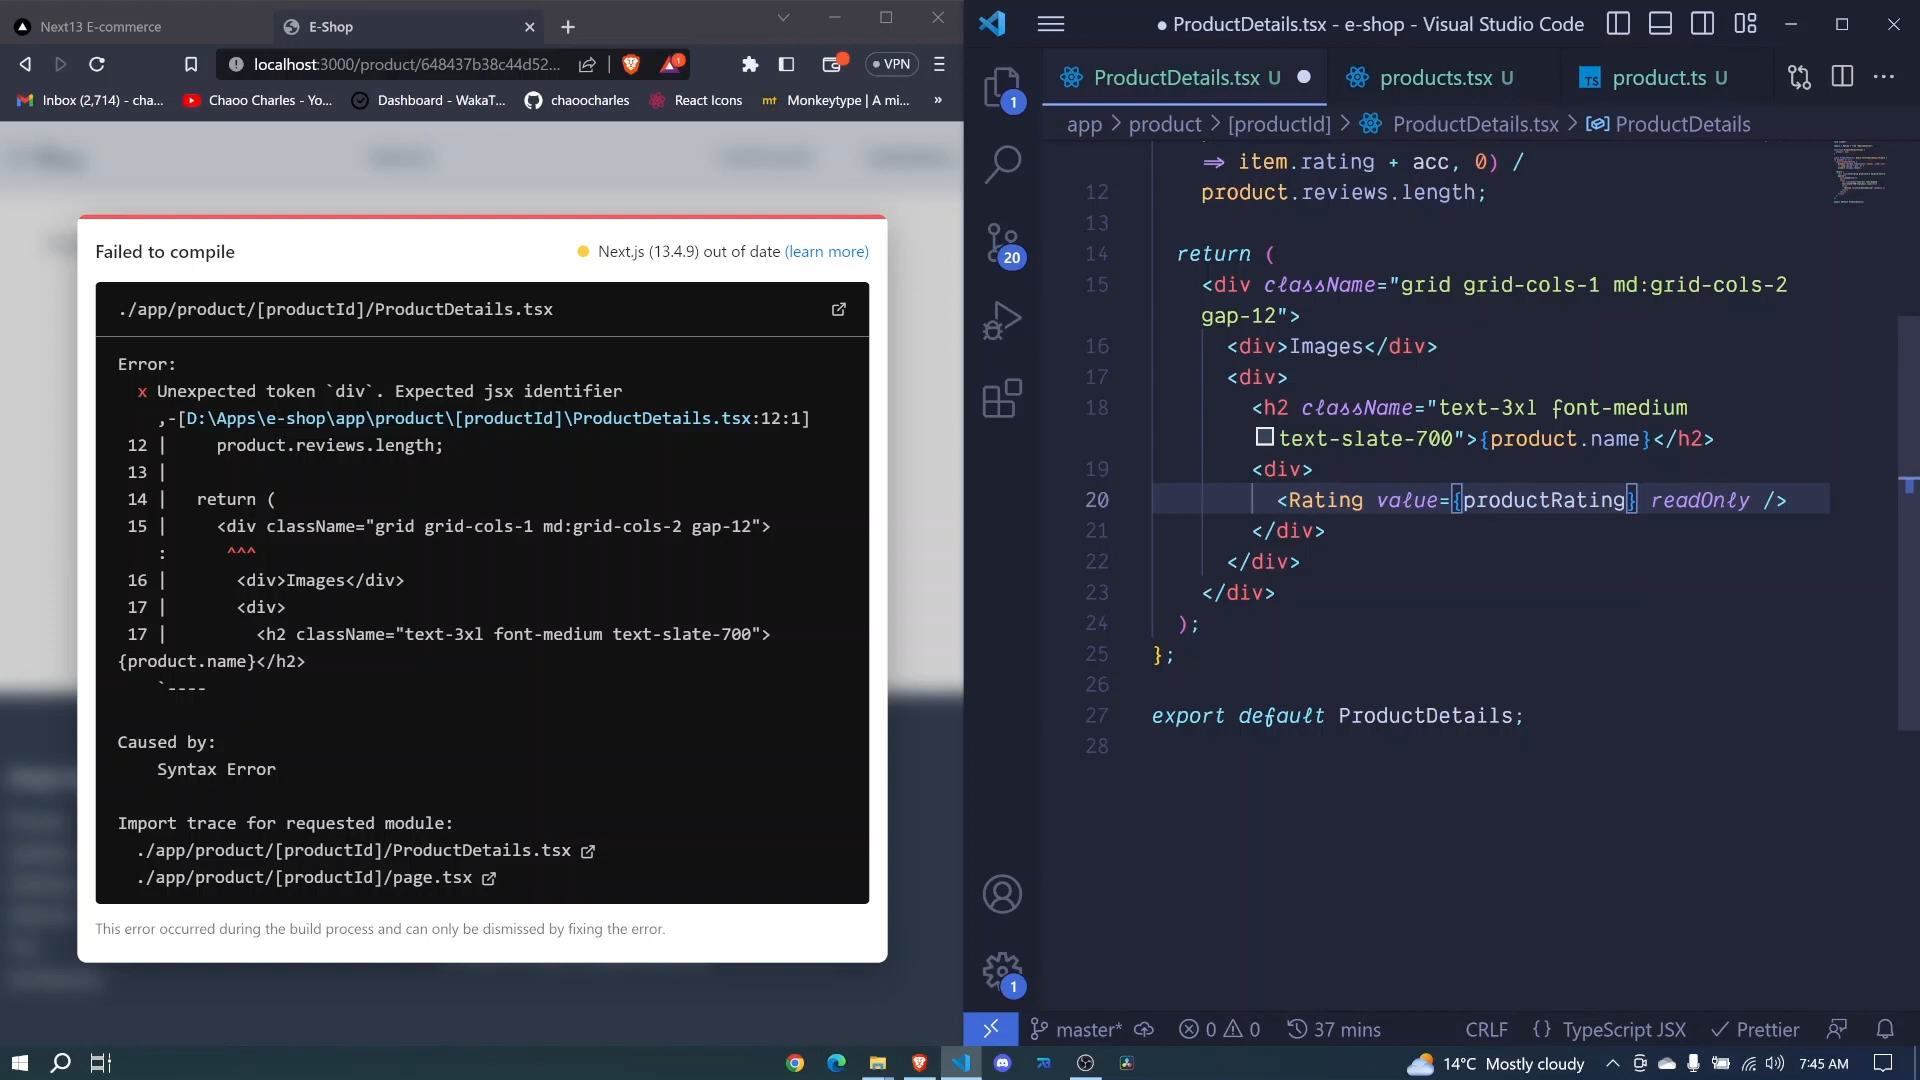 Next13 E-commerce
E-Shop
localhost:3000/product/648437b38c44d52...
1
VPN
Inbox (2,714) - cha...
Chaoo Charles - Yo...
Dashboard - WakaT...
chaoocharles
React Icons
mt Monkeytype | A mi...
»
Failed to compile
Next.js (13.4.9) out of date (learn more)
./app/product/[productId]/ProductDetails.tsx
Error:
x Unexpected token `div`. Expected jsx identifier
,-[D:\Apps\e-shop\app\product\[productId]\ProductDetails.tsx:12:1]
12 | product.reviews.length;
13 |
14 | return (
15 | <div className="grid grid-cols-1 md:grid-cols-2 gap-12">
: ^^^
16 | <div>Images</div>
17 | <div>
17 | <h2 className="text-3xl font-medium text-slate-700">
{product.name}</h2>
`----
Caused by:
Syntax Error
Import trace for requested module:
./app/product/[productId]/ProductDetails.tsx
./app/product/[productId]/page.tsx
This error occurred during the build process and can only be dismissed by fixing the error.
● ProductDetails.tsx - e-shop - Visual Studio Code
ProductDetails.tsx U ●
products.tsx U
TS product.ts U
app > product > [productId] > ProductDetails.tsx > ProductDetails
1
20
1
⇒ item.rating + acc, 0) /
12 product.reviews.length;
13
14 return (
15 <div className="grid grid-cols-1 md:grid-cols-2
gap-12">
16 <div>Images</div>
17 <div>
18 <h2 className="text-3xl font-medium
text-slate-700">{product.name}</h2>
19 <div>
20 <Rating value={productRating} readOnly />
21 </div>
22 </div>
23 </div>
24 );
25 };
26
27 export default ProductDetails;
28
master* 0 0 37 mins
CRLF {} TypeScript JSX Prettier
14°C Mostly cloudy
7:45 AM